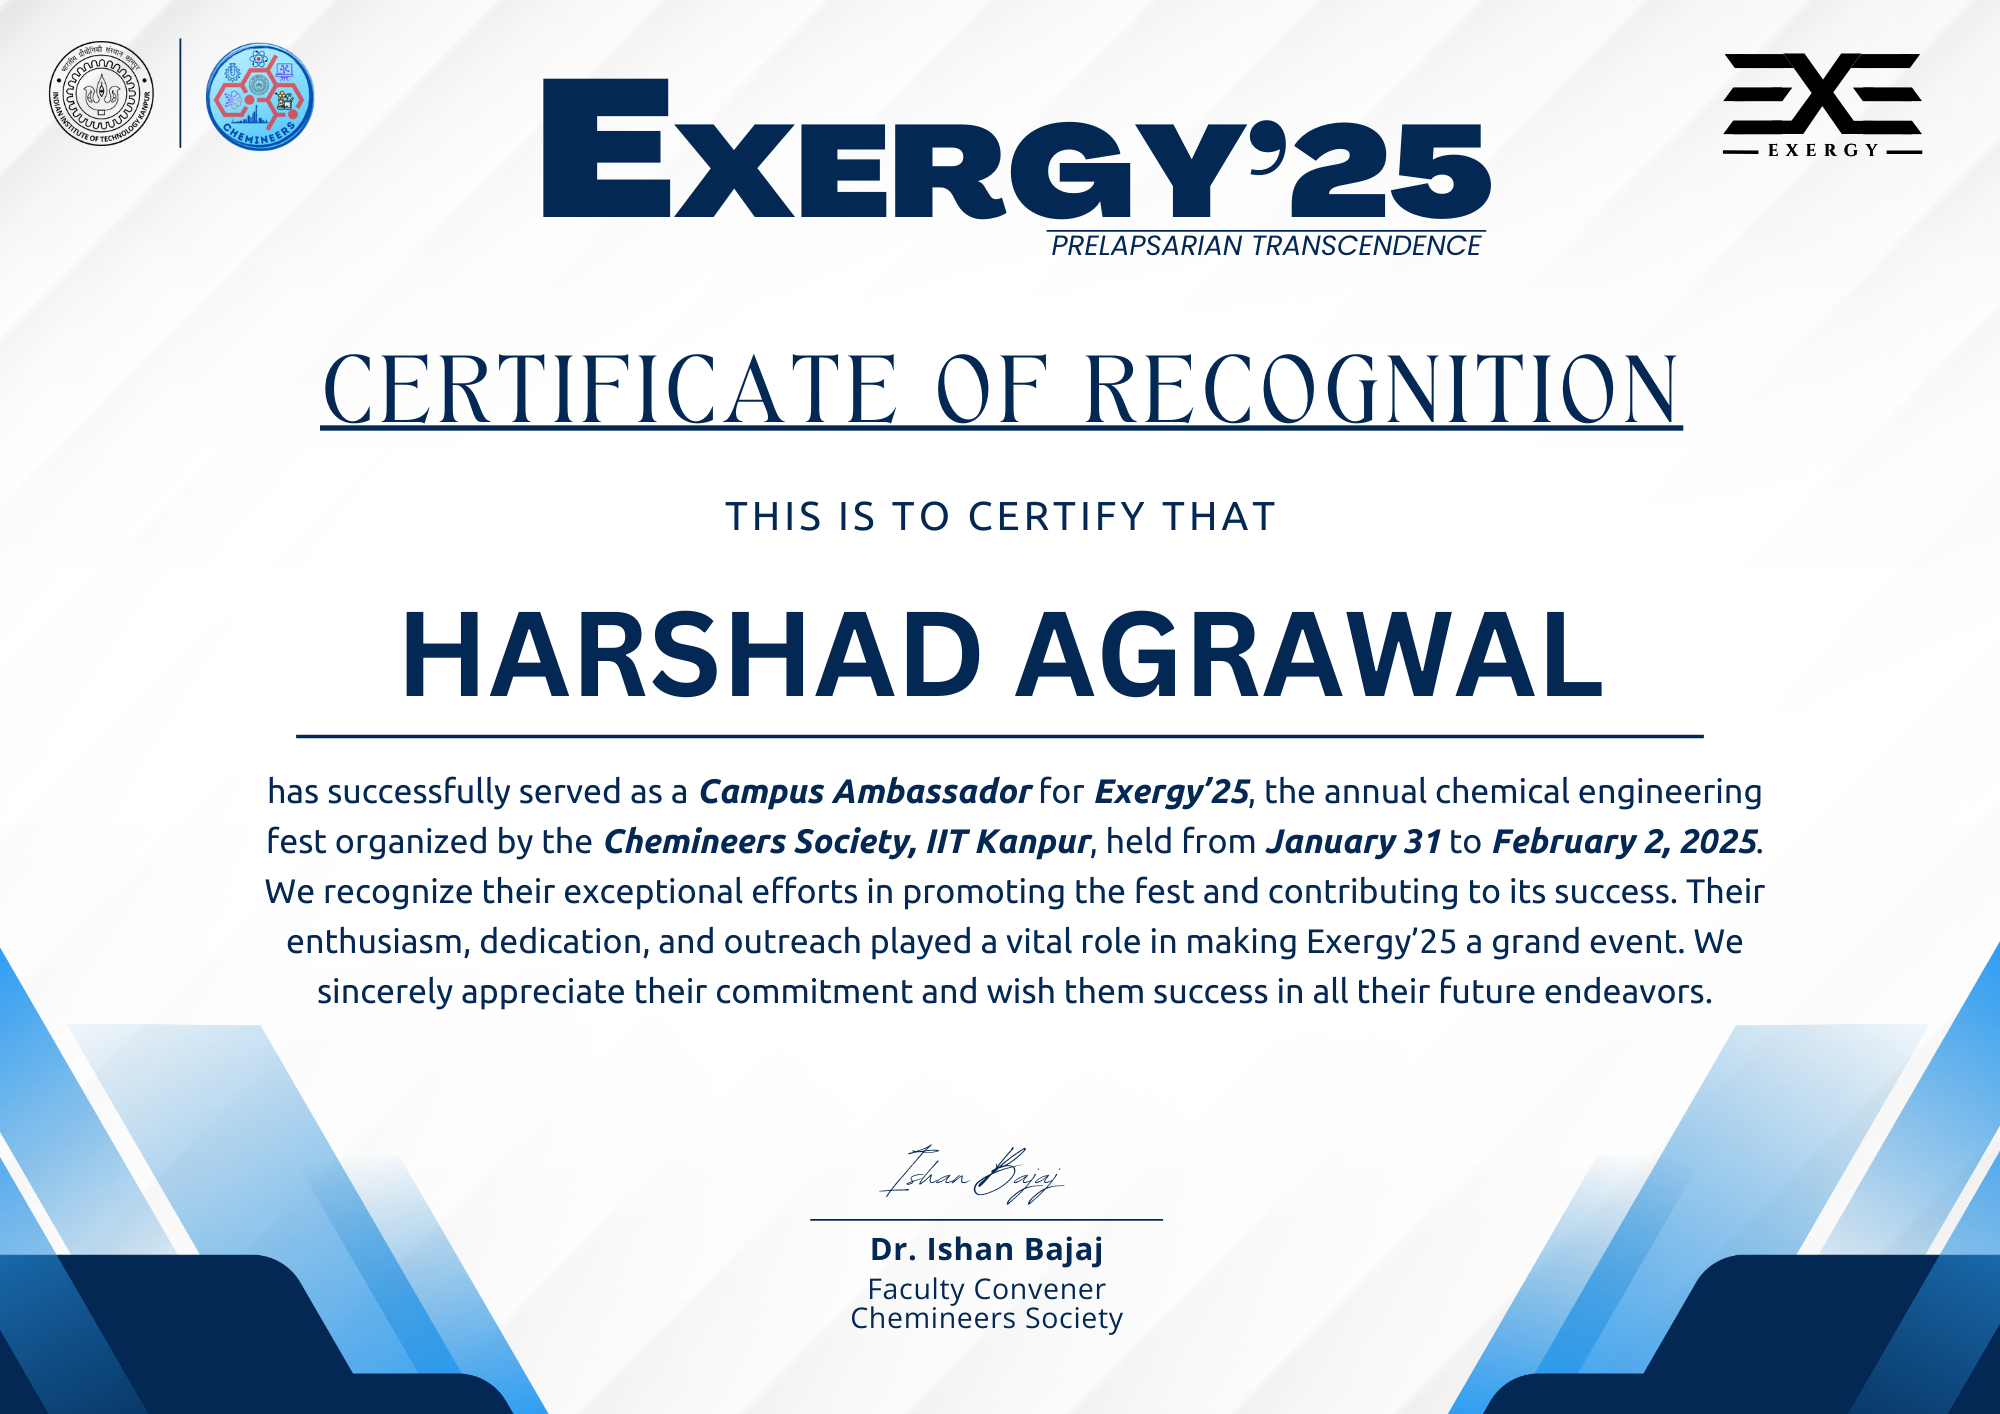 भारतीय प्रौद्योगिकी संस्थान कानपुर
INDIAN INSTITUTE OF TECHNOLOGY KANPUR
CHEMINEERS
EXERGY’25
PRELAPSARIAN TRANSCENDENCE
EXE
EXERGY
CERTIFICATE OF RECOGNITION
THIS IS TO CERTIFY THAT
HARSHAD AGRAWAL
has successfully served as a Campus Ambassador for Exergy’25, the annual chemical engineering
fest organized by the Chemineers Society, IIT Kanpur, held from January 31 to February 2, 2025.
We recognize their exceptional efforts in promoting the fest and contributing to its success. Their
enthusiasm, dedication, and outreach played a vital role in making Exergy’25 a grand event. We
sincerely appreciate their commitment and wish them success in all their future endeavors.
Ishan Bajaj
Dr. Ishan Bajaj
Faculty Convener
Chemineers Society